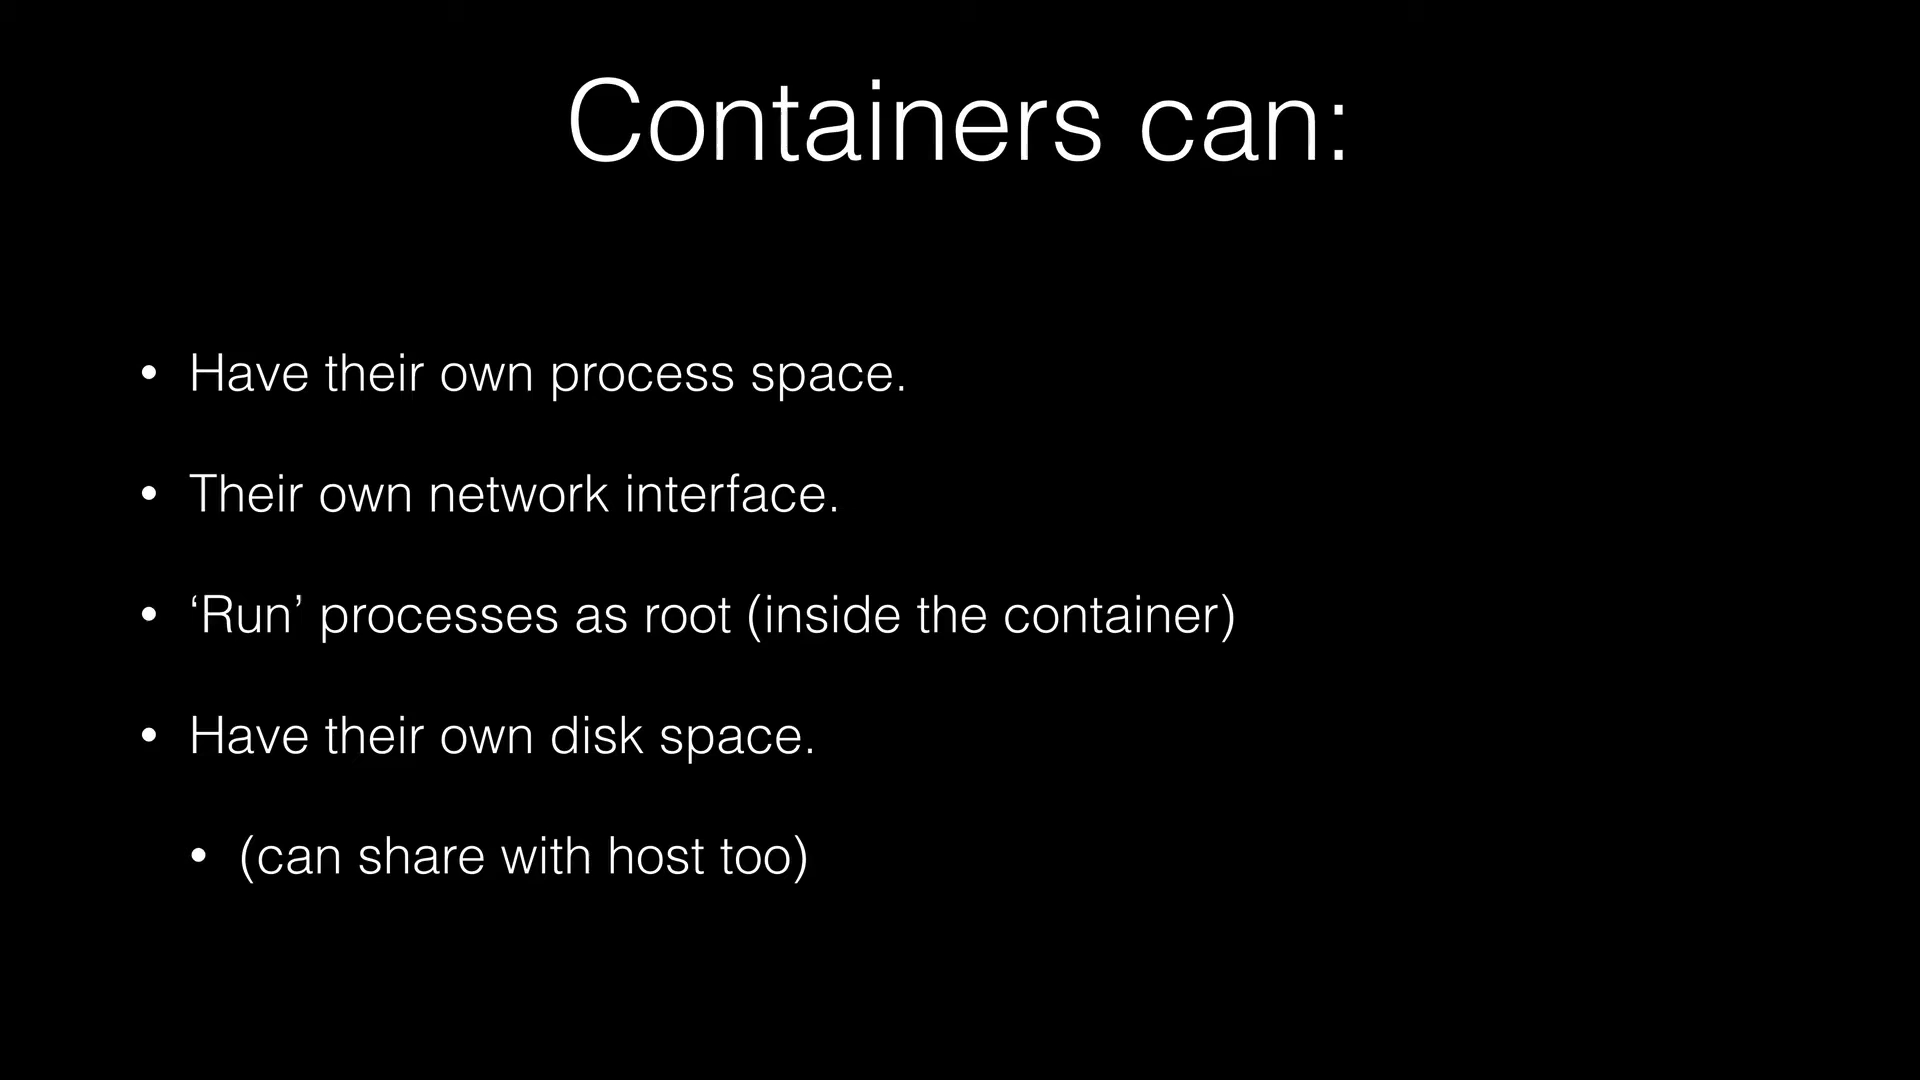 Containers can:
• Have their own process space.
• Their own network interface.
• ‘Run’ processes as root (inside the container)
• Have their own disk space.
• (can share with host too)